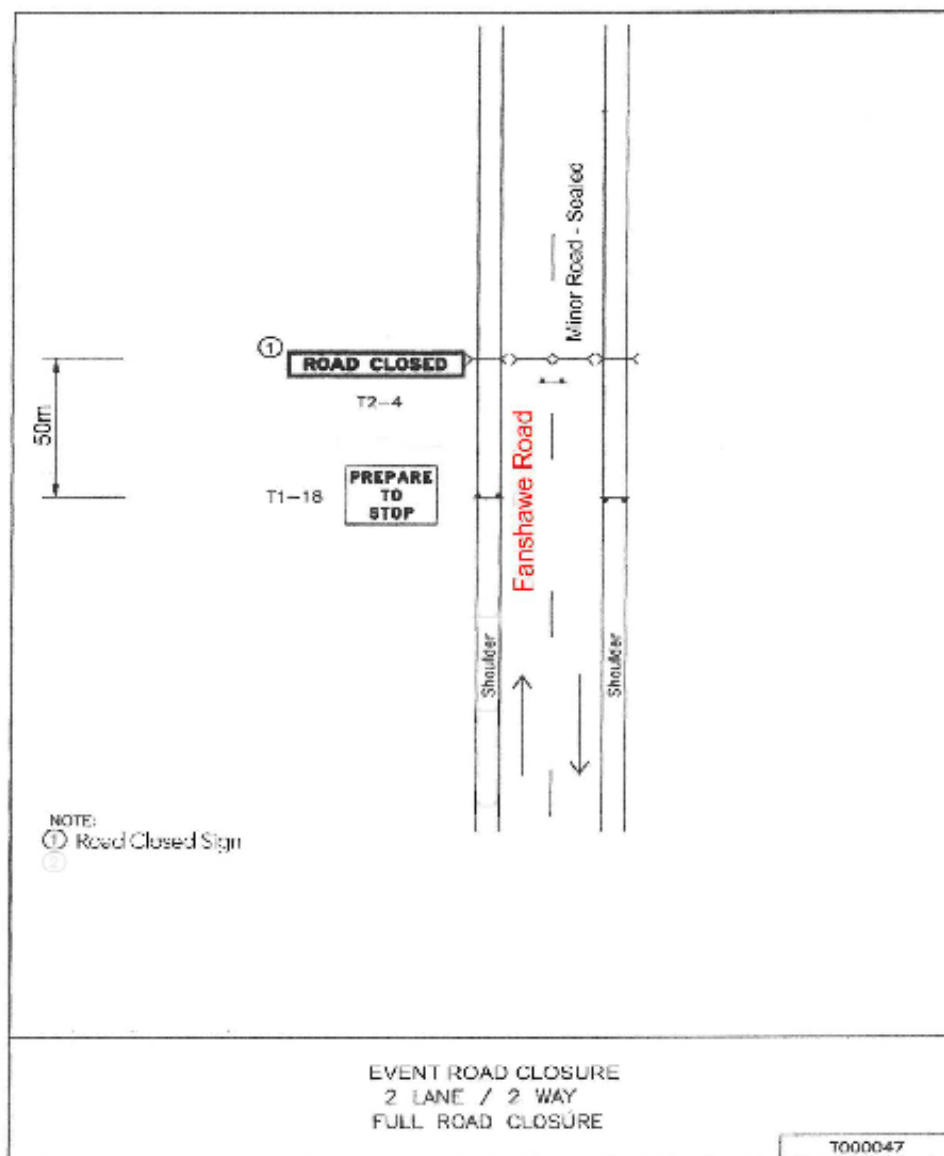 Minor Road - Sealed
①
ROAD CLOSED
T2-4
50m
Fanshawe Road
T1-18
PREPARE
TO
STOP
Shoulder
Shoulder
NOTE:
① Road Closed Sign
②
EVENT ROAD CLOSURE
2 LANE / 2 WAY
FULL ROAD CLOSURE
T000047